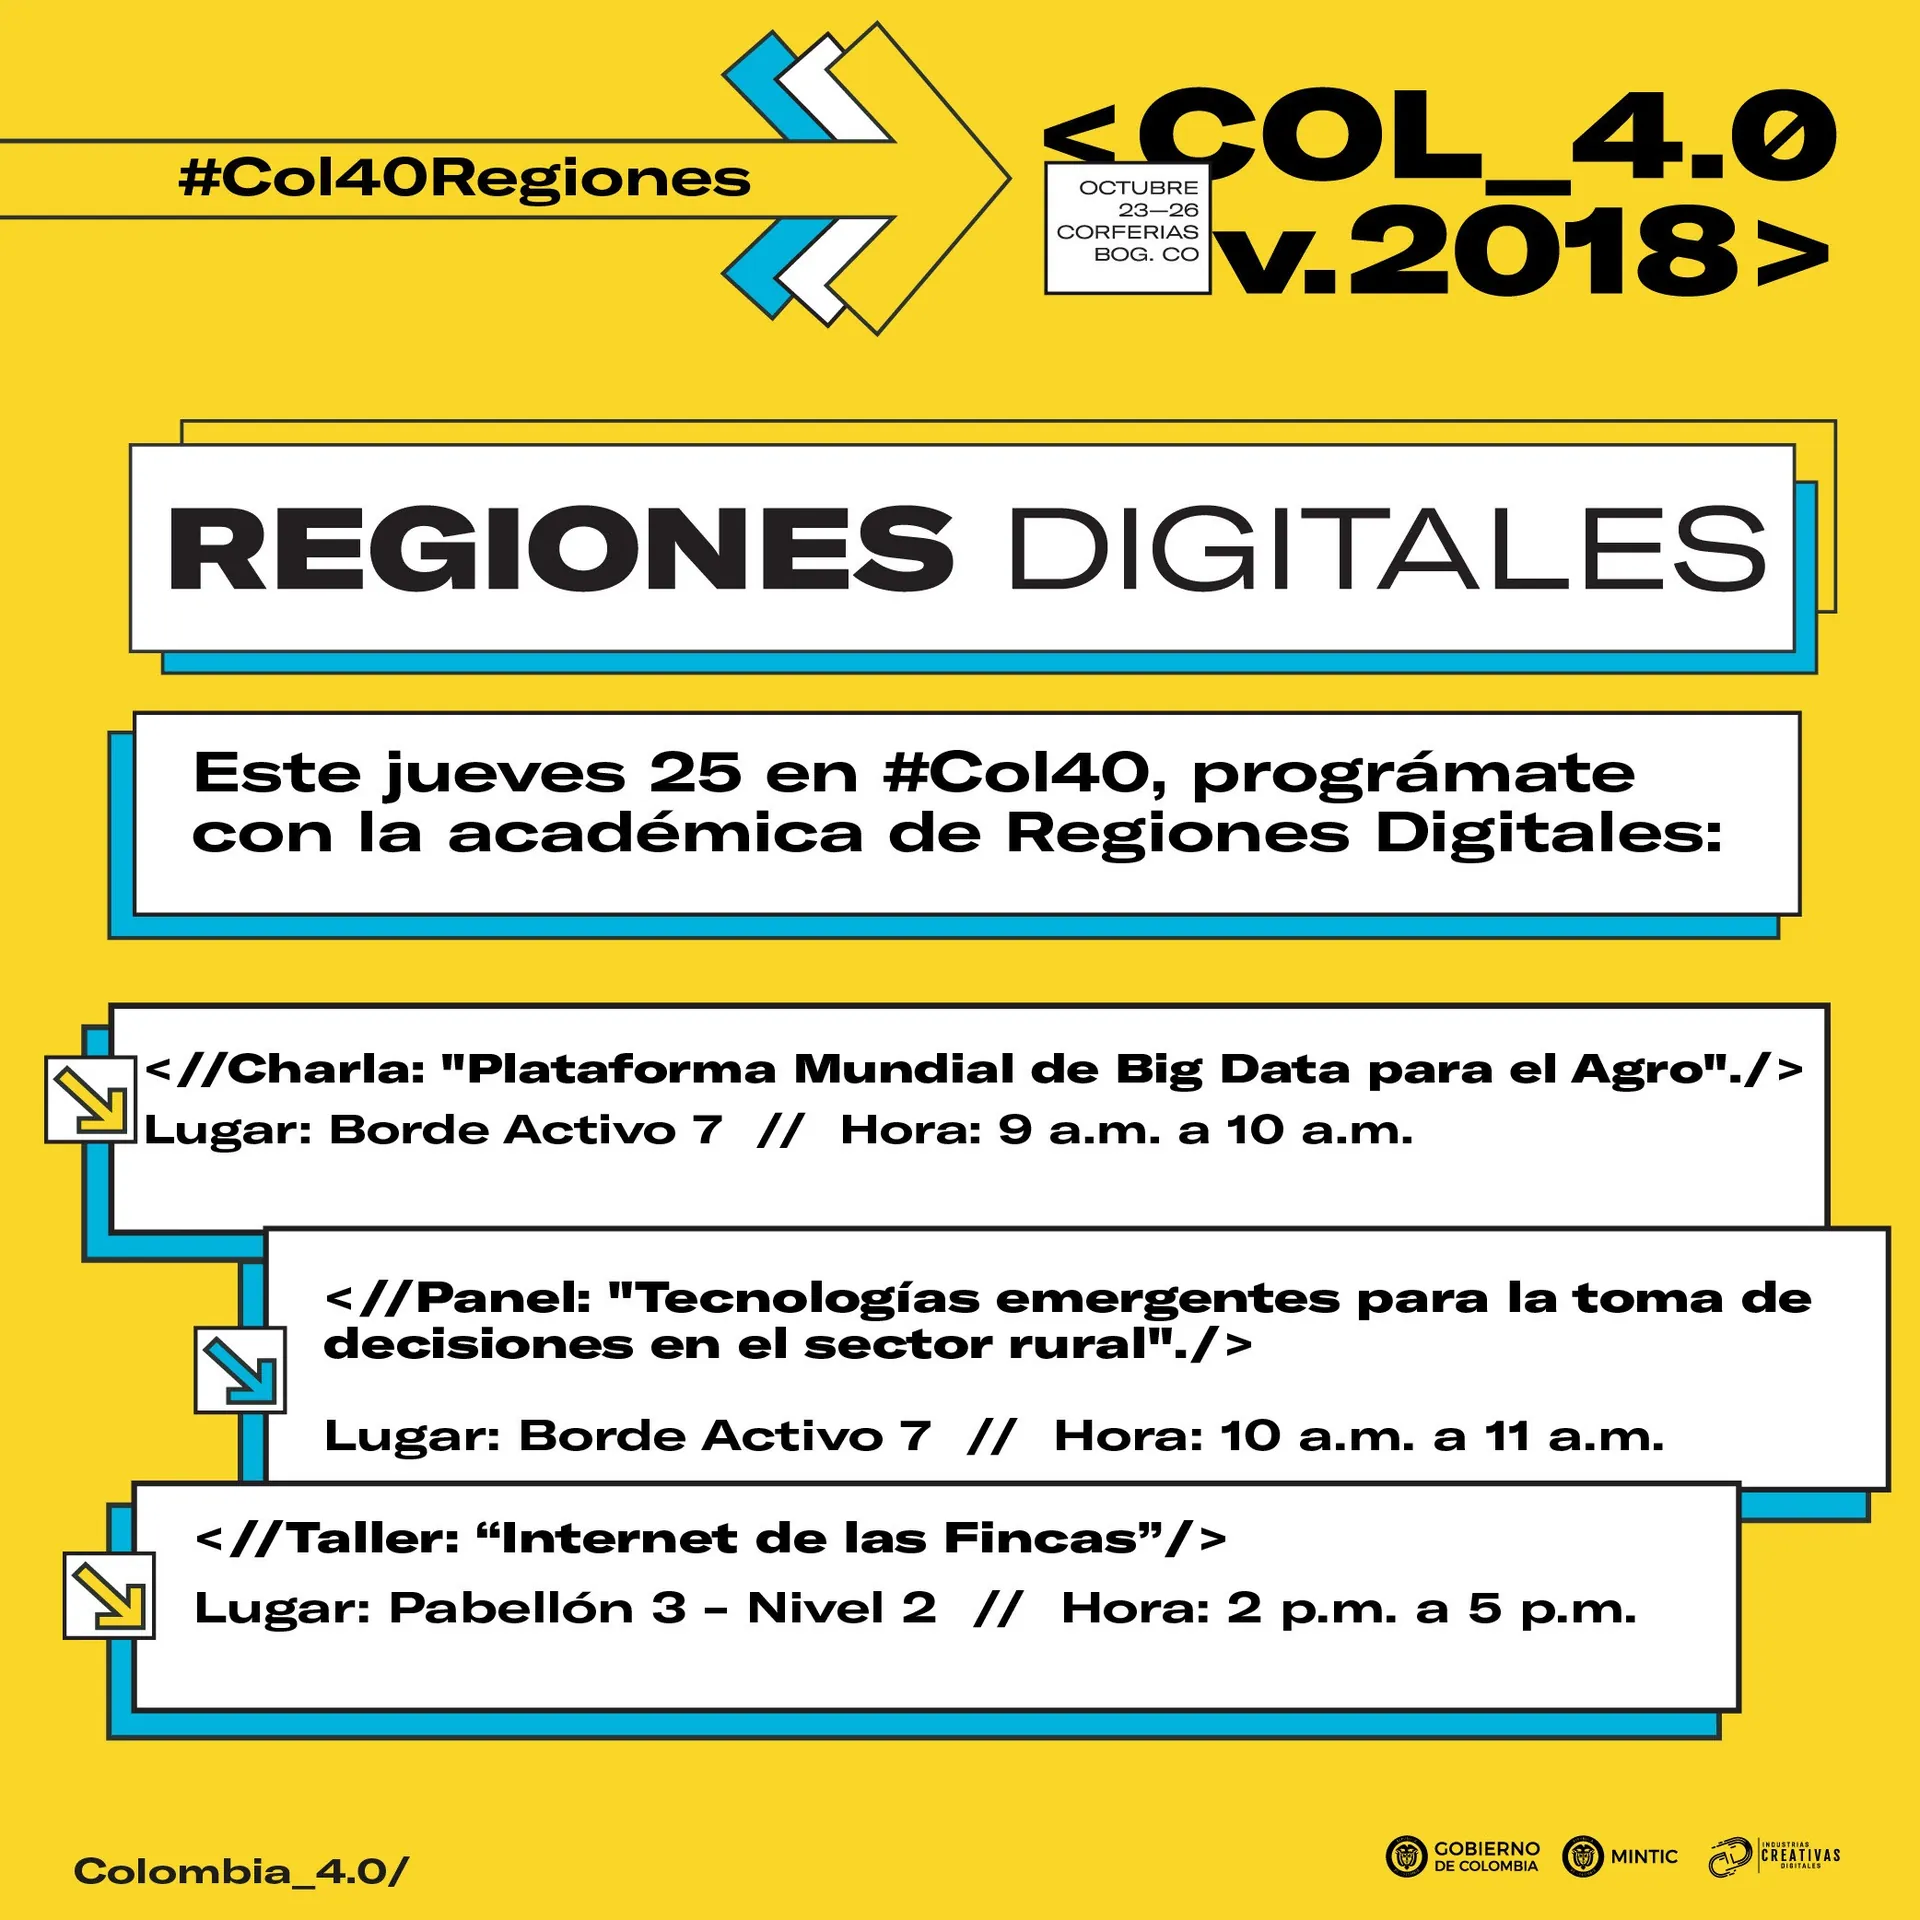 #Col40Regiones
<COL_4.0
v.2018>
OCTUBRE
23—26
CORFERIAS
BOG. CO
REGIONES DIGITALES
Este jueves 25 en #Col40, prográmate
con la académica de Regiones Digitales:
<//Charla: "Plataforma Mundial de Big Data para el Agro"./>
Lugar: Borde Activo 7 // Hora: 9 a.m. a 10 a.m.
<//Panel: "Tecnologías emergentes para la toma de
decisiones en el sector rural"./>
Lugar: Borde Activo 7 // Hora: 10 a.m. a 11 a.m.
<//Taller: “Internet de las Fincas”/>
Lugar: Pabellón 3 – Nivel 2 // Hora: 2 p.m. a 5 p.m.
Colombia_4.0/
GOBIERNO
DE COLOMBIA
MINTIC
INDUSTRIAS
CREATIVAS
DIGITALES